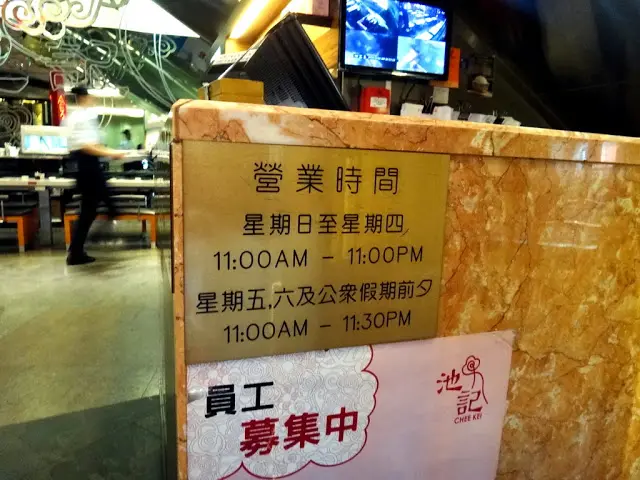 營業時間
星期日至星期四
11:00AM – 11:00PM
星期五,六及公眾假期前夕
11:00AM – 11:30PM
員工
募集中
池記
CHEE KEI